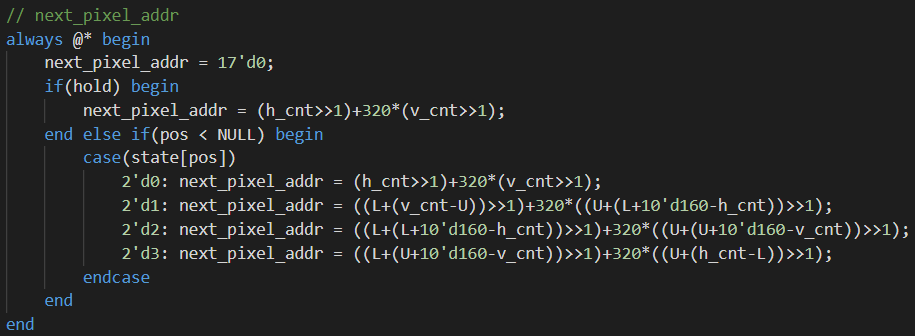 // next_pixel_addr
always @* begin
    next_pixel_addr = 17'd0;
    if(hold) begin
        next_pixel_addr = (h_cnt>>1)+320*(v_cnt>>1);
    end else if(pos < NULL) begin
        case(state[pos])
            2'd0: next_pixel_addr = (h_cnt>>1)+320*(v_cnt>>1);
            2'd1: next_pixel_addr = ((L+(v_cnt-U))>>1)+320*((U+(L+10'd160-h_cnt))>>1);
            2'd2: next_pixel_addr = ((L+(L+10'd160-h_cnt))>>1)+320*((U+(U+10'd160-v_cnt))>>1);
            2'd3: next_pixel_addr = ((L+(U+10'd160-v_cnt))>>1)+320*((U+(h_cnt-L))>>1);
        endcase
    end
end